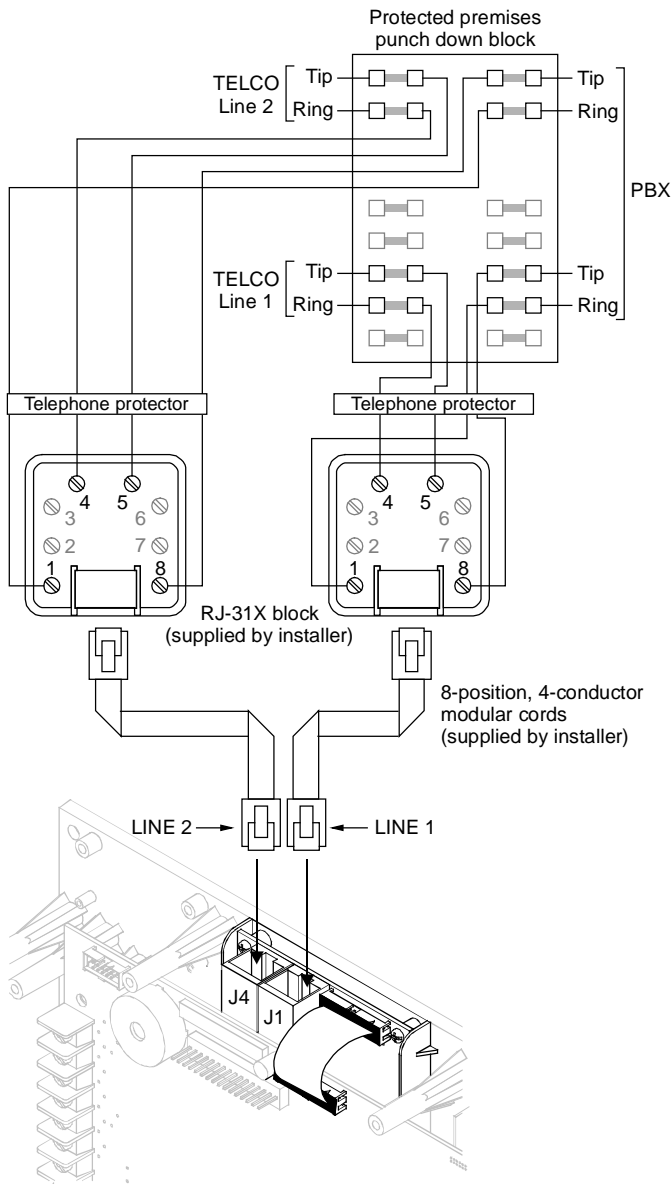 Protected premises
punch down block
TELCO
Line 2
Tip
Ring
Tip
Ring
PBX
TELCO
Line 1
Tip
Ring
Tip
Ring
Telephone protector
Telephone protector
4
5
3
6
2
7
1
8
4
5
3
6
2
7
1
8
RJ-31X block
(supplied by installer)
8-position, 4-conductor
modular cords
(supplied by installer)
LINE 2
LINE 1
J4
J1